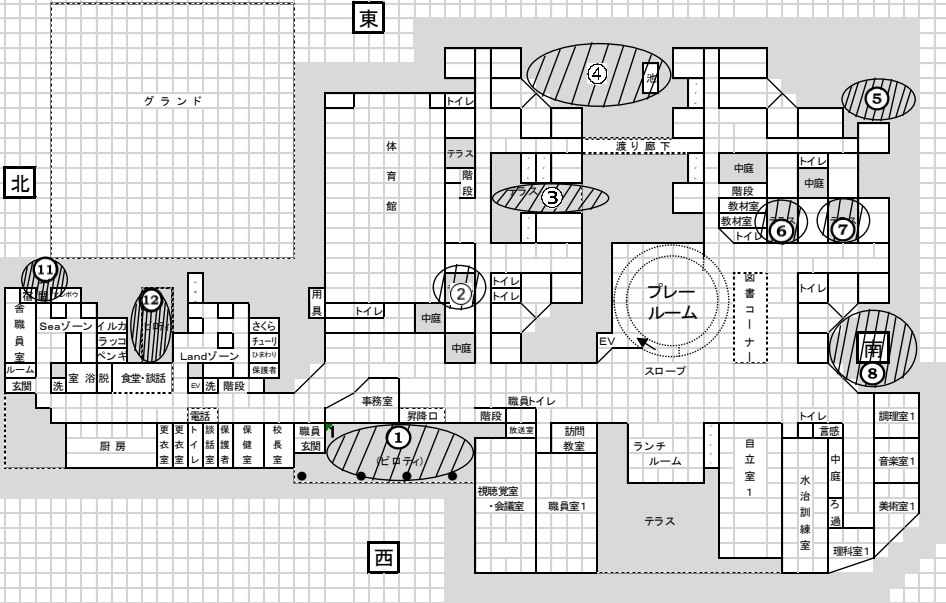 東
④
池
グランド
⑤
トイレ
体
育
館
渡り廊下
テラス
中庭
トイレ
北
階
段
中庭
階段
テラス
③
教材室
教材室
⑥
⑦
トイレ
⑪
⑫
②
トイレ
トイレ
用
具
トイレ
中庭
中庭
プレー
ルーム
図
書
コ
ー
ナ
ー
トイレ
EV
スロープ
南
⑧
舎
職
員
室
Seaゾーン
イルカ
ラッコ
ペンギ
Landゾーン
さくら
チューリ
ひまわり
保護者
ルーム
玄関
洗
室
浴
脱
食堂・談話
EV
洗
階段
事務室
昇降口
職員トイレ
階段
電話
放送室
訪問
教室
トイレ
言感
調理室1
厨房
更
衣
室
更
衣
室
トイレ
談
話
室
保
護
者
保
健
室
校
長
室
職員
玄関
1
①
(ピロティ)
ランチ
ルーム
自
立
室
1
水
治
訓
練
室
中
庭
ろ
過
音楽室1
美術室1
理科室1
視聴覚室
・会議室
職員室1
テラス
西